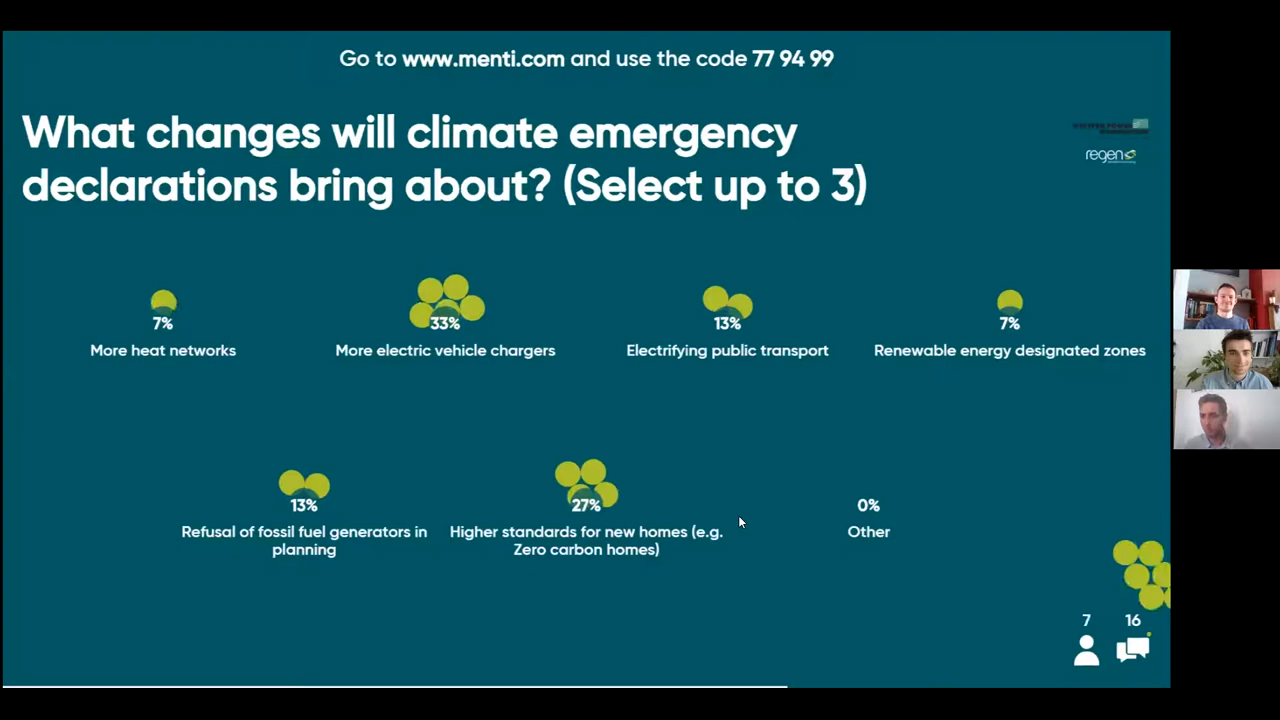 Go to www.menti.com and use the code 77 94 99
What changes will climate emergency
declarations bring about? (Select up to 3)
regen
7%
More heat networks
33%
More electric vehicle chargers
13%
Electrifying public transport
7%
Renewable energy designated zones
13%
Refusal of fossil fuel generators in
planning
27%
Higher standards for new homes (e.g.
Zero carbon homes)
0%
Other
7
16